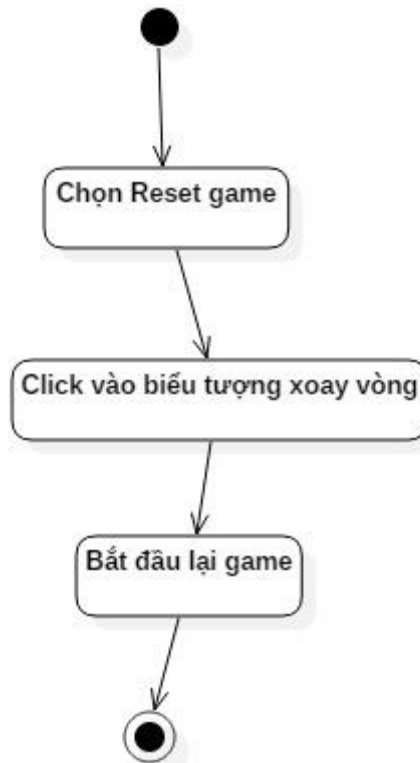 Chọn Reset game
Click vào biểu tượng xoay vòng
Bắt đầu lại game